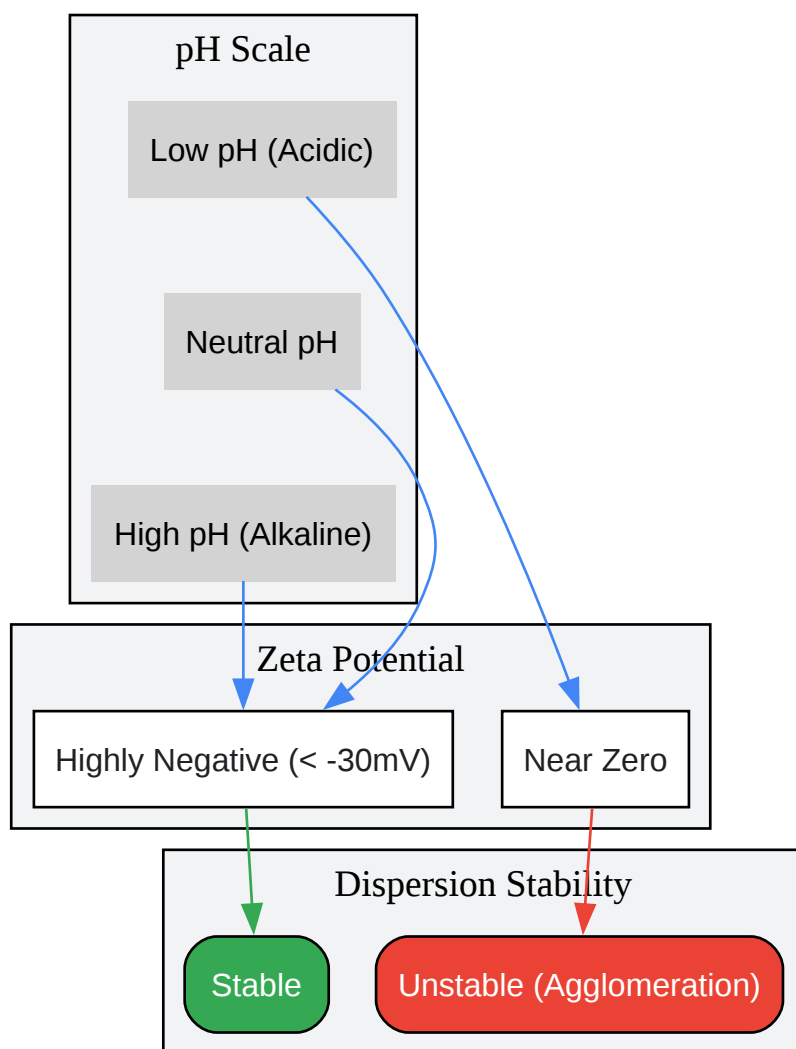 pH Scale
Low pH (Acidic)
Neutral pH
High pH (Alkaline)
Zeta Potential
Highly Negative (< -30mV)
Near Zero
Dispersion Stability
Stable
Unstable (Agglomeration)